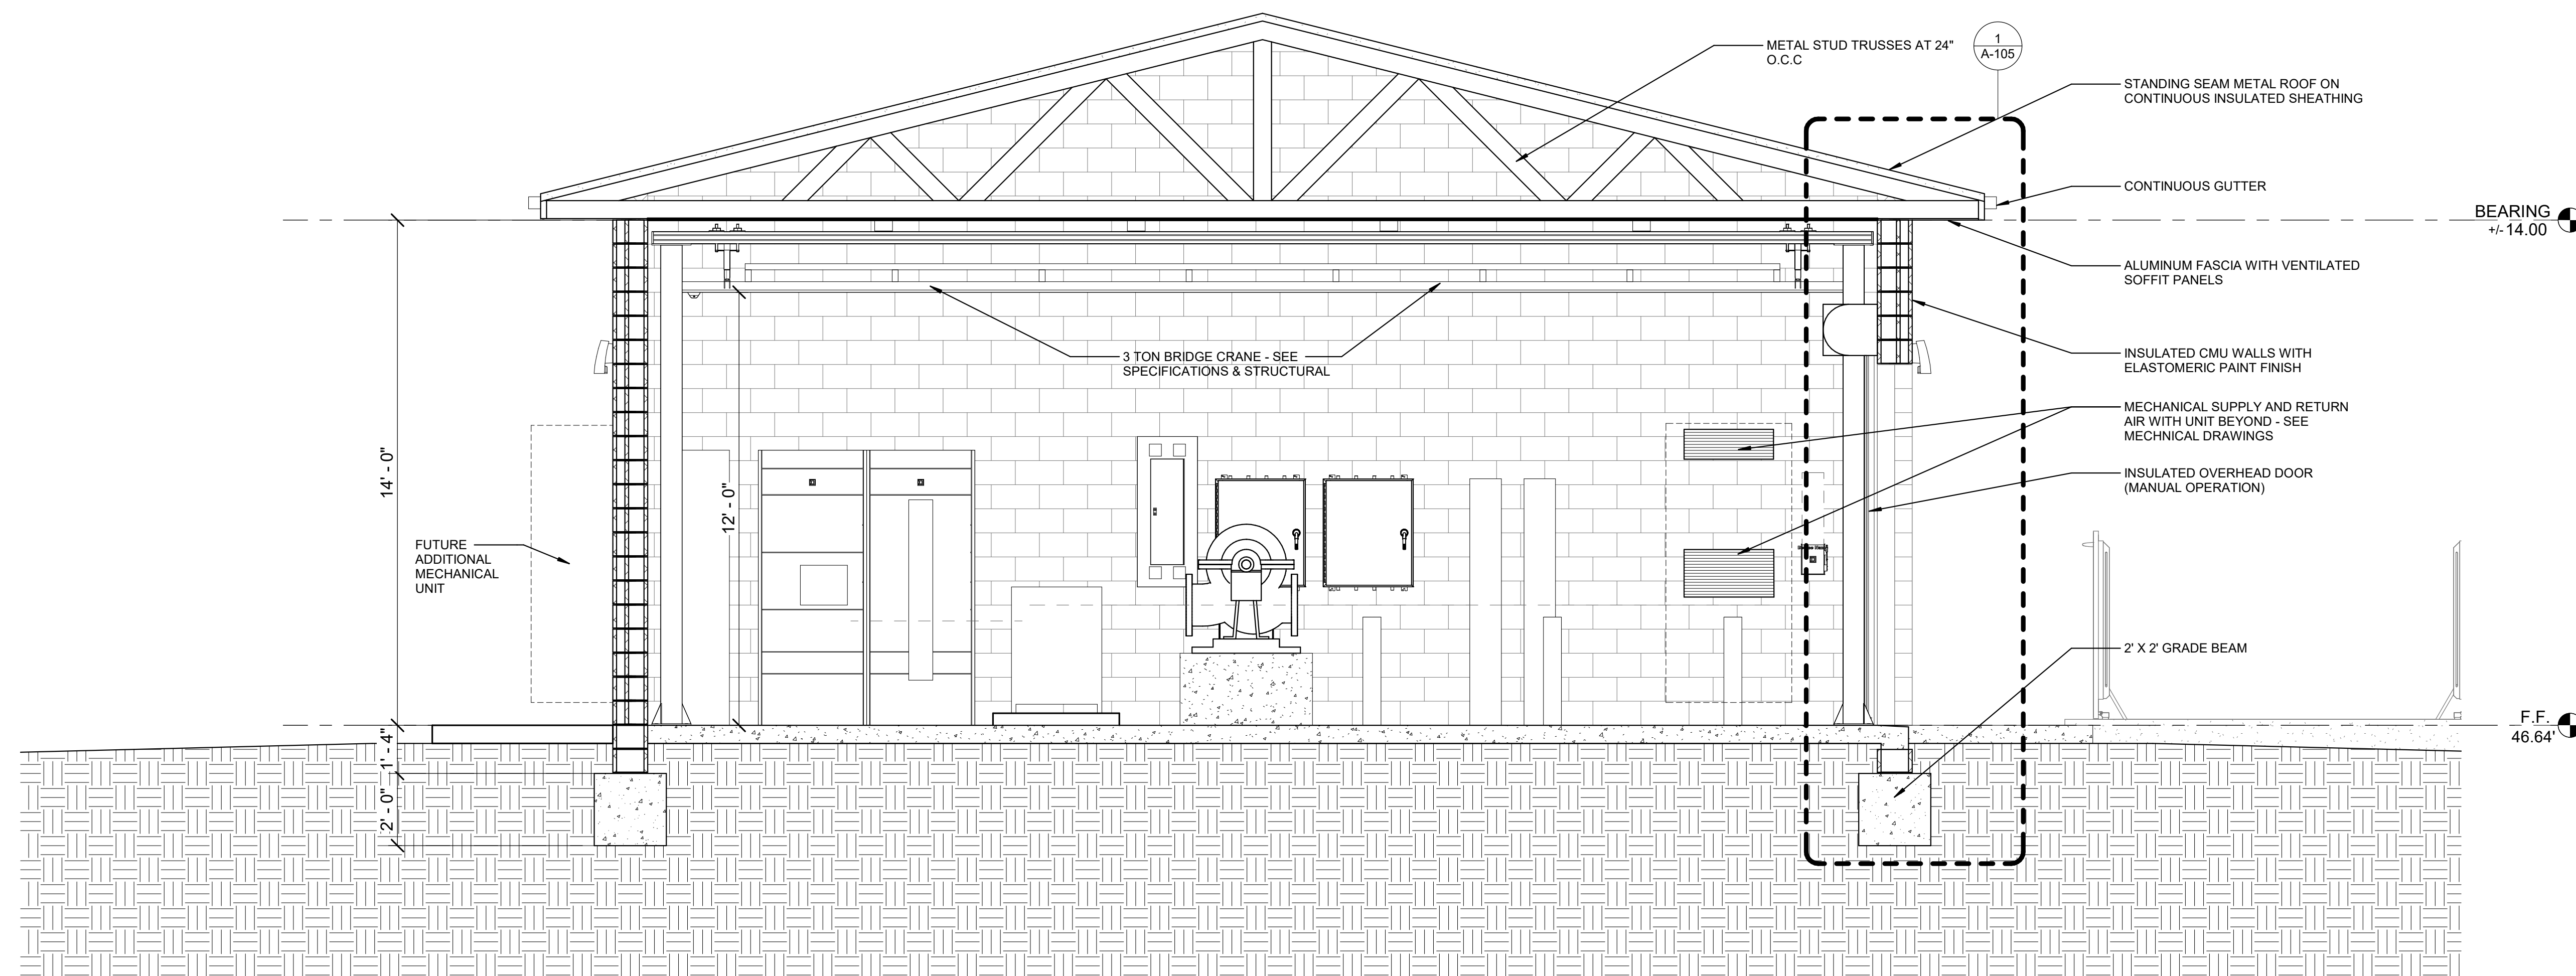 METAL STUD TRUSSES AT 24"
O.C.C
1
A-105
STANDING SEAM METAL ROOF ON
CONTINUOUS INSULATED SHEATHING
CONTINUOUS GUTTER
BEARING
+/- 14.00
ALUMINUM FASCIA WITH VENTILATED
SOFFIT PANELS
3 TON BRIDGE CRANE - SEE
SPECIFICATIONS & STRUCTURAL
INSULATED CMU WALLS WITH
ELASTOMERIC PAINT FINISH
MECHANICAL SUPPLY AND RETURN
AIR WITH UNIT BEYOND - SEE
MECHNICAL DRAWINGS
INSULATED OVERHEAD DOOR
(MANUAL OPERATION)
14' - 0"
12' - 0"
FUTURE
ADDITIONAL
MECHANICAL
UNIT
2' X 2' GRADE BEAM
F.F.
46.64'
1' - 4"
2' - 0"